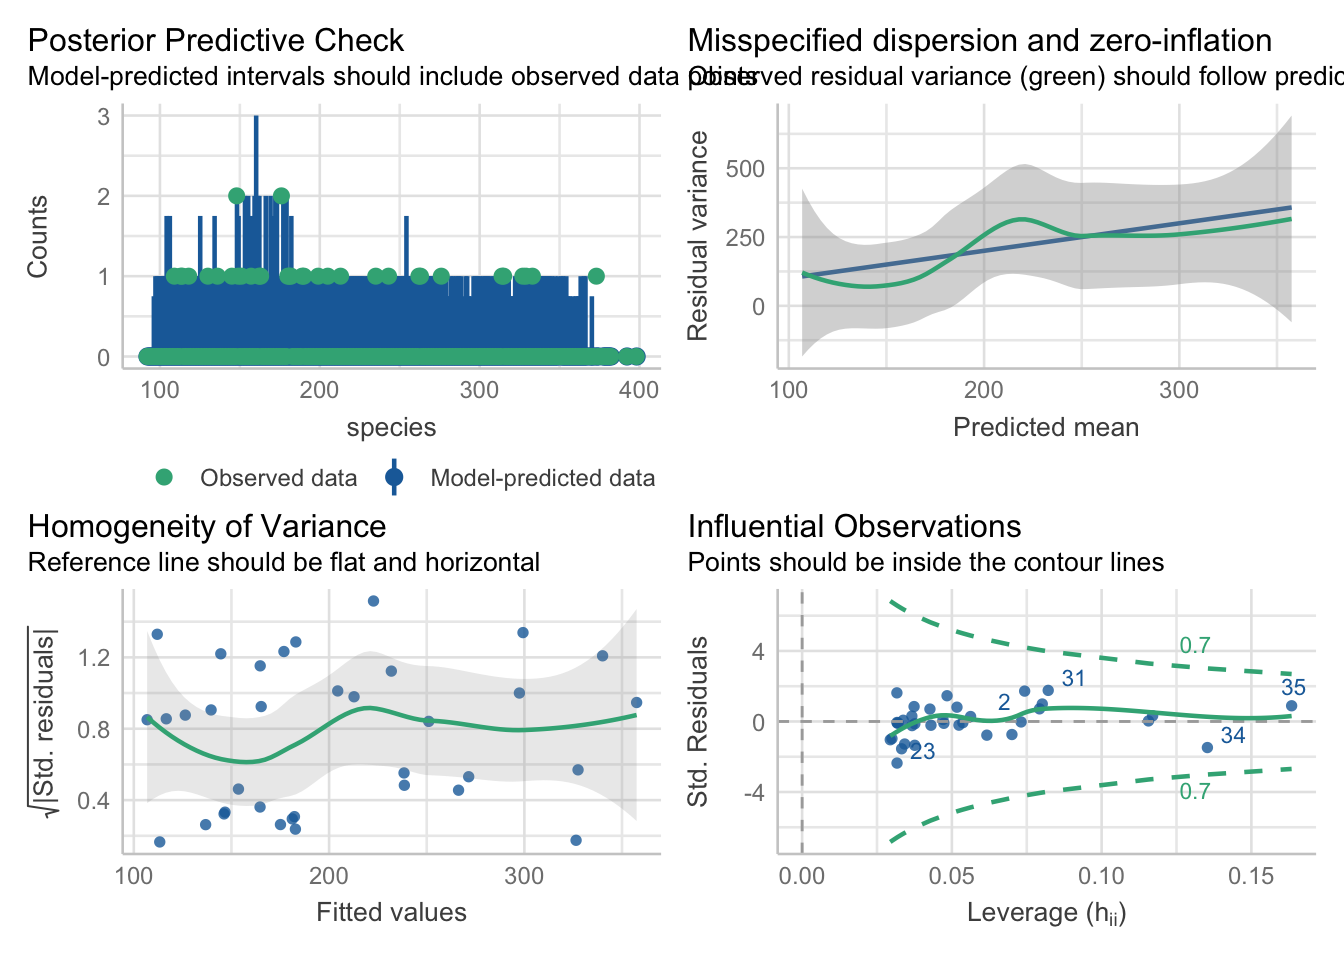 Posterior Predictive Check
Model-predicted intervals should include observed data points
Counts
3
2
1
0
100
200
300
400
species
Observed data
Model-predicted data
Misspecified dispersion and zero-inflation
Observed residual variance (green) should follow predic
Residual variance
500
250
0
100
200
300
Predicted mean
Homogeneity of Variance
Reference line should be flat and horizontal
√|Std. residuals|
1.2
0.8
0.4
100
200
300
Fitted values
Influential Observations
Points should be inside the contour lines
Std. Residuals
4
0
-4
0.7
31
2
35
34
23
0.7
0.00
0.05
0.10
0.15
Leverage (hii)